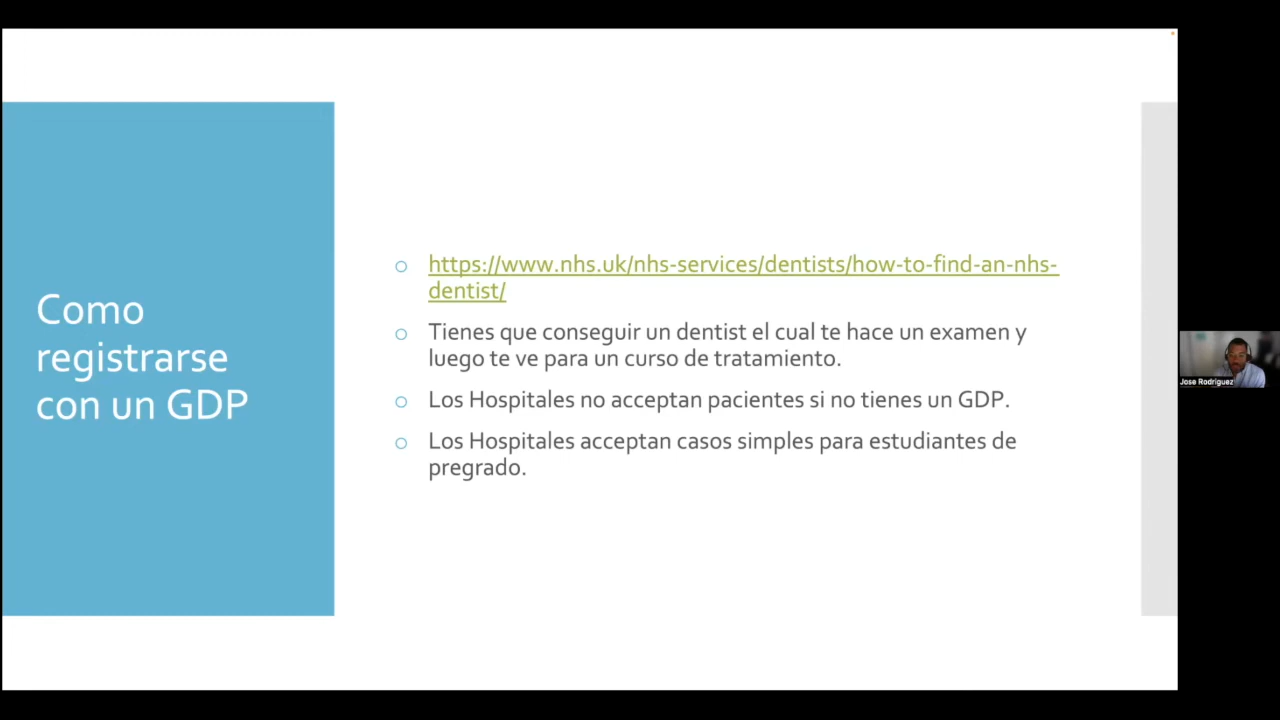 Como
registrarse
con un GDP
https://www.nhs.uk/nhs-services/dentists/how-to-find-an-nhs-
dentist/
Tienes que conseguir un dentist el cual te hace un examen y
luego te ve para un curso de tratamiento.
Los Hospitales no acceptan pacientes si no tienes un GDP.
Los Hospitales acceptan casos simples para estudiantes de
pregrado.
Jose Rodriguez